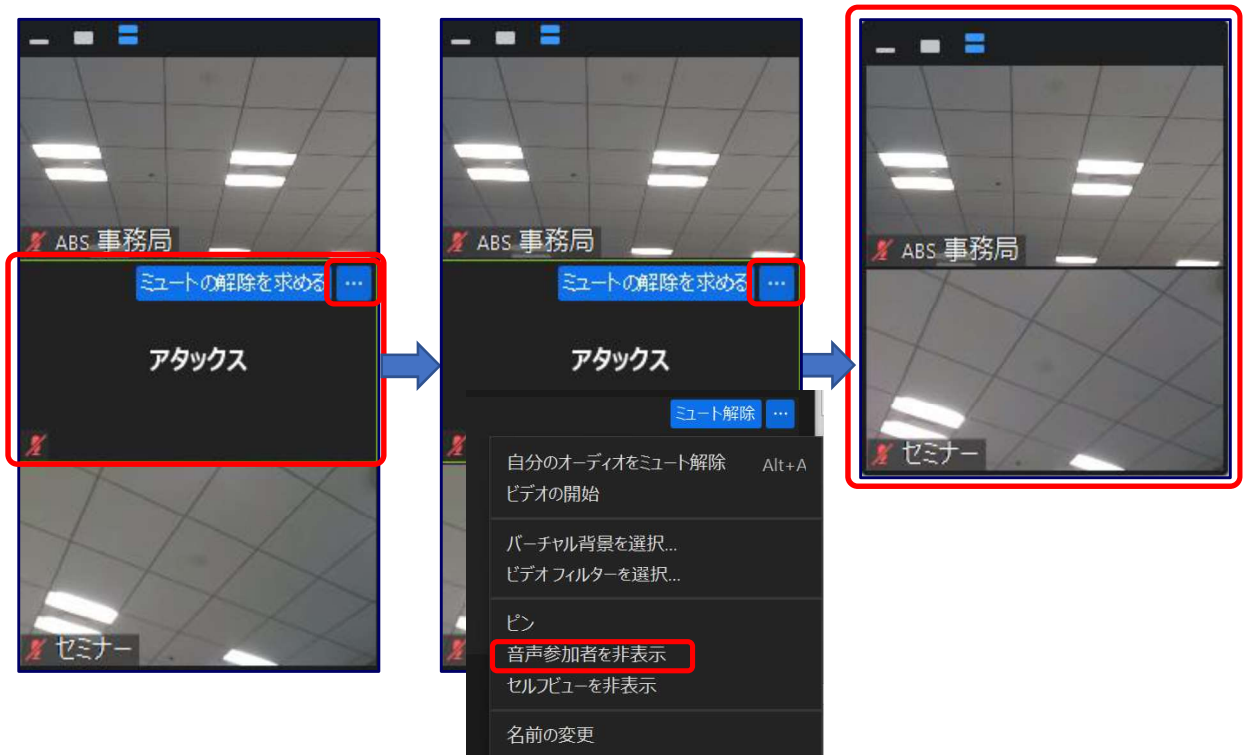 ABS 事務局
ミュートの解除を求める ...
アタックス
セミナー
ABS 事務局
ミュートの解除を求める ...
アタックス
ミュート解除 ...
自分のオーディオをミュート解除 Alt+A
ビデオの開始
バーチャル背景を選択...
ビデオ フィルターを選択...
ピン
音声参加者を非表示
セルフビューを非表示
名前の変更
ABS 事務局
セミナー